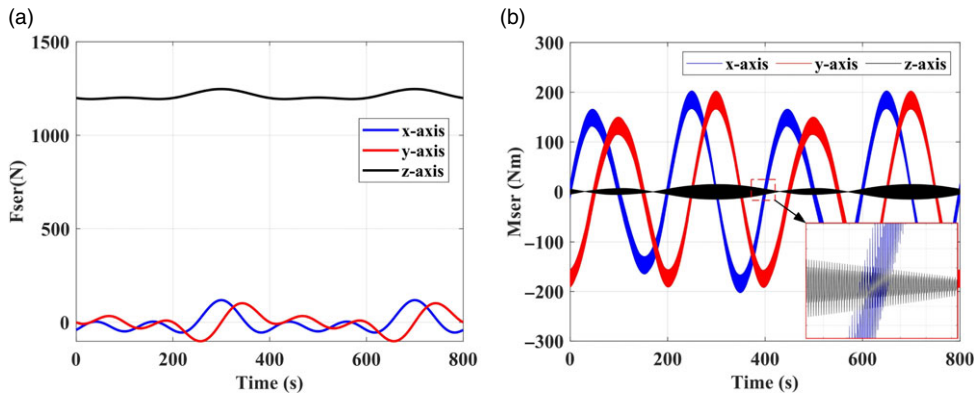 (a)
1500
1000
500
0
Fser(N)
0
200
400
600
800
Time (s)
x-axis
y-axis
z-axis
(b)
300
200
100
0
−100
−200
−300
Mser (Nm)
0
200
400
600
800
Time (s)
x-axis y-axis z-axis